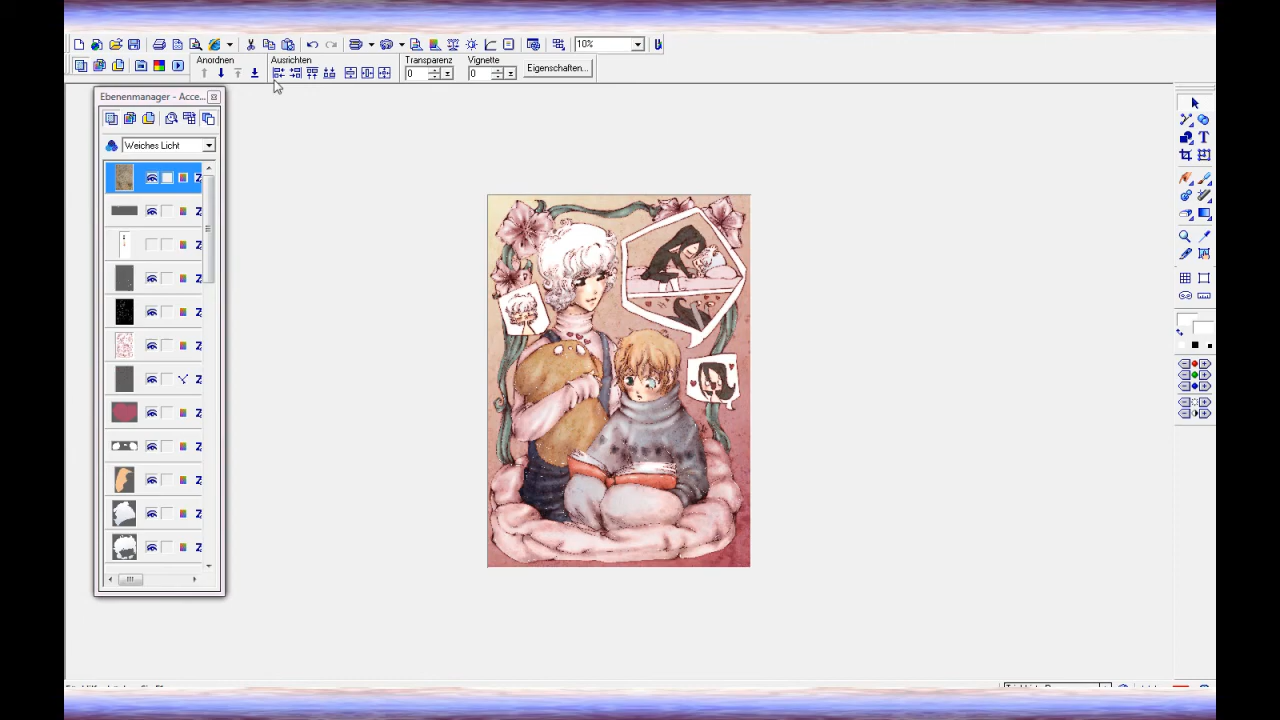 10%
Anordnen
Ausrichten
Transparenz
Vignette
0
0
Eigenschaften...
Ebenenmanager - Acce...
Weiches Licht
T